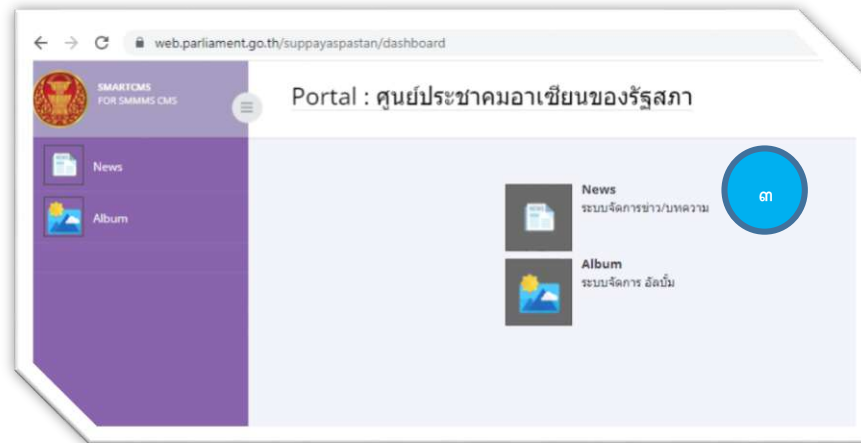 web.parliament.go.th/suppayaspastan/dashboard
SMARTCMS
FOR SMMMS CMS
Portal : ศูนย์ประชาคมอาเซียนของรัฐสภา
News
Album
News
ระบบจัดการข่าว/บทความ
๓
Album
ระบบจัดการ อัลบั้ม